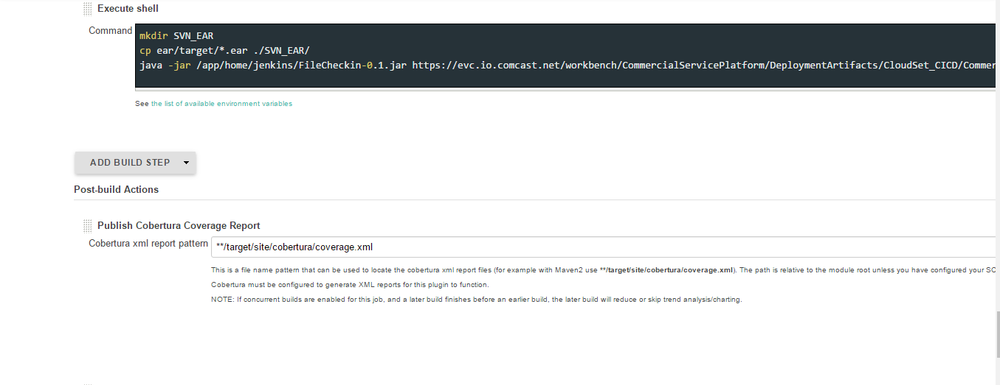 Execute shell
Command
mkdir SVN_EAR
cp ear/target/*.ear ./SVN_EAR/
java -jar /app/home/jenkins/FileCheckin-0.1.jar https://evc.io.comcast.net/workbench/CommercialServicePlatform/DeploymentArtifacts/CloudSet_CICD/Commer
See the list of available environment variables
ADD BUILD STEP
Post-build Actions
Publish Cobertura Coverage Report
Cobertura xml report pattern
**/target/site/cobertura/coverage.xml
This is a file name pattern that can be used to locate the cobertura xml report files (for example with Maven2 use **/target/site/cobertura/coverage.xml). The path is relative to the module root unless you have configured your SC
Cobertura must be configured to generate XML reports for this plugin to function.
NOTE: If concurrent builds are enabled for this job, and a later build finishes before an earlier build, the later build will reduce or skip trend analysis/charting.